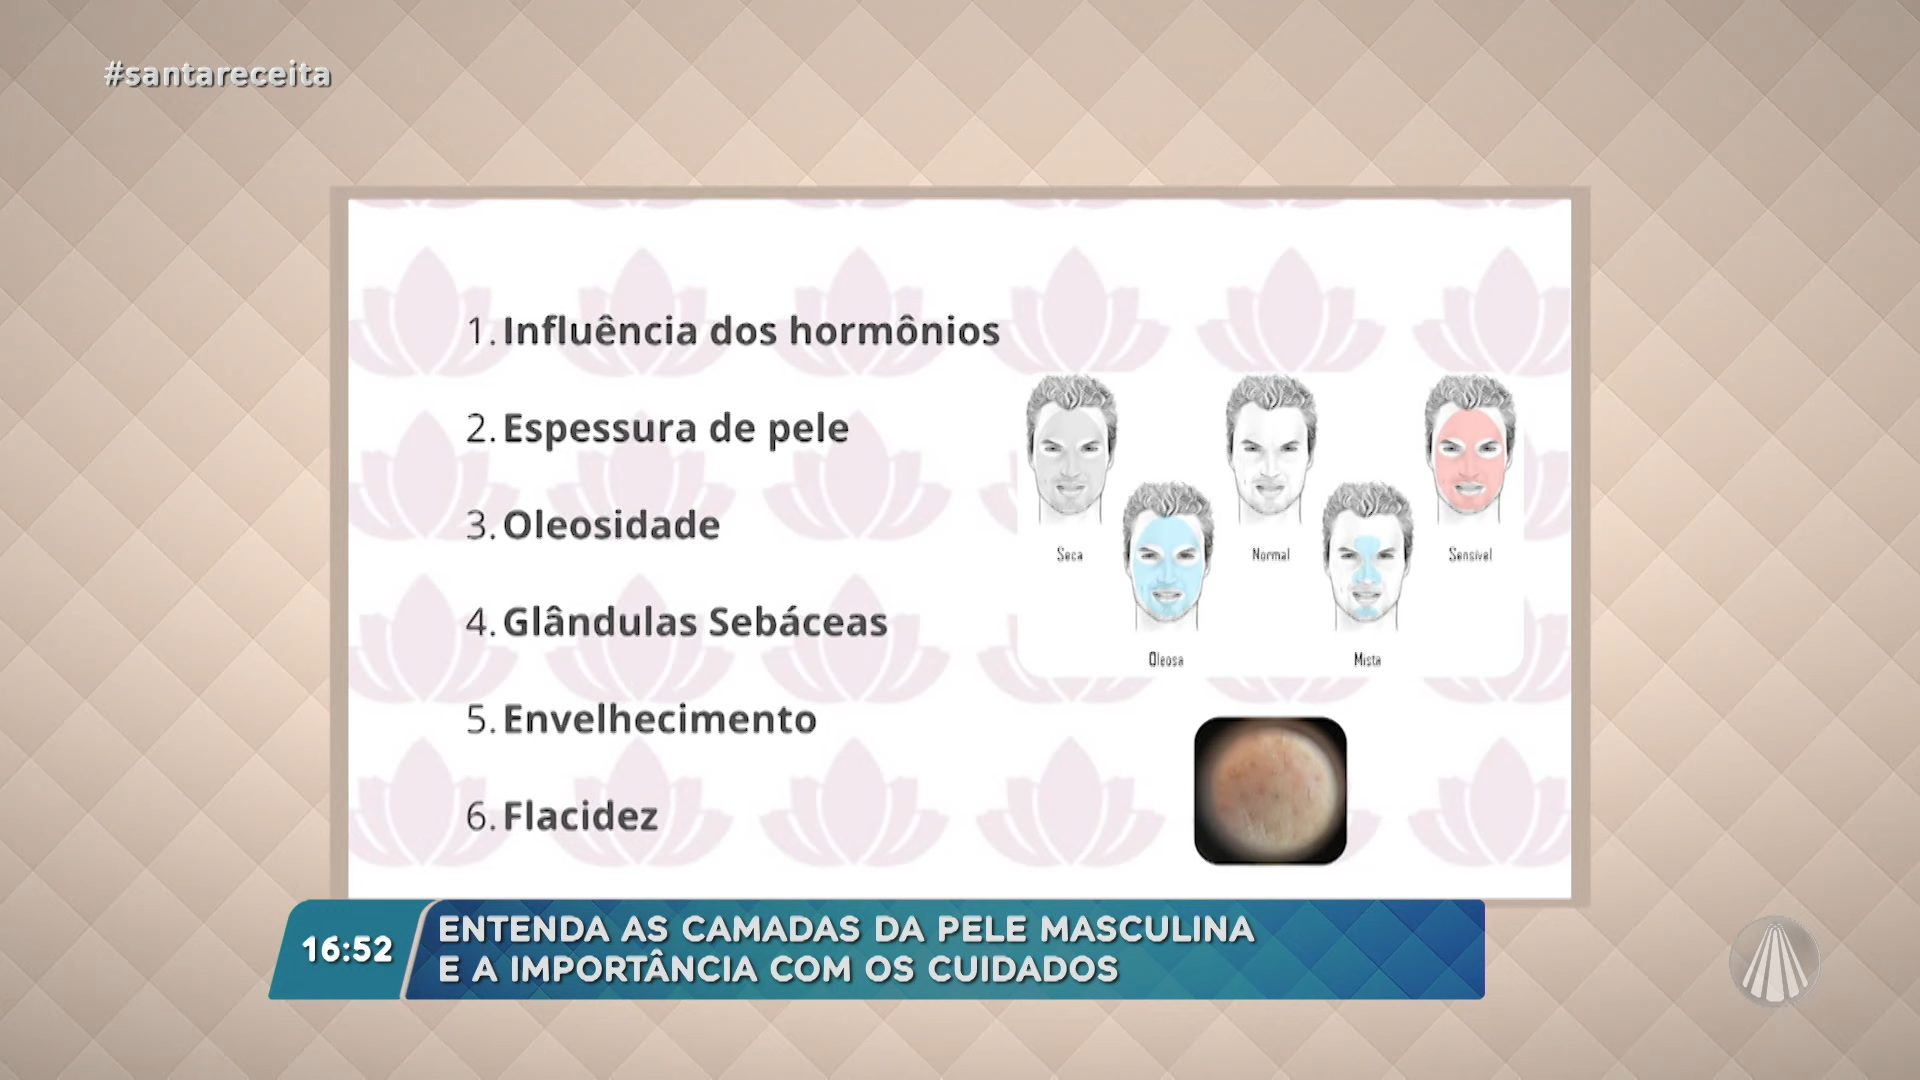 #santareceita
1. Influência dos hormônios
2. Espessura de pele
3. Oleosidade
4. Glândulas Sebáceas
5. Envelhecimento
6. Flacidez
Seca
Normal
Sensível
Oleosa
Mista
16:52
ENTENDA AS CAMADAS DA PELE MASCULINA
E A IMPORTÂNCIA COM OS CUIDADOS